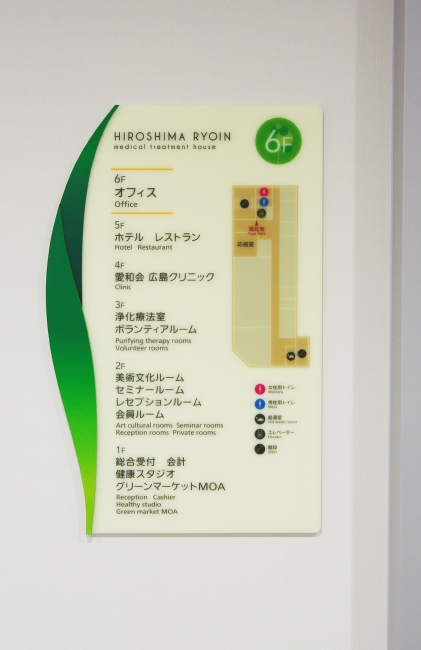 HIROSHIMA RYOIN
medical treatment house
6F
6F
オフィス
Office
5F
ホテル レストラン
Hotel Restaurant
4F
愛和会 広島クリニック
Clinic
3F
浄化療法室
ボランティアルーム
Purifying therapy rooms
Volunteer rooms
2F
美術文化ルーム
セミナールーム
レセプションルーム
会員ルーム
Art cultural rooms Seminar rooms
Reception rooms Private rooms
1F
総合受付 会計
健康スタジオ
グリーンマーケットMOA
Reception Cashier
Healthy studio
Green market MOA
現在地
応接室
女性用トイレ
男性用トイレ
給湯室
エレベーター
階段